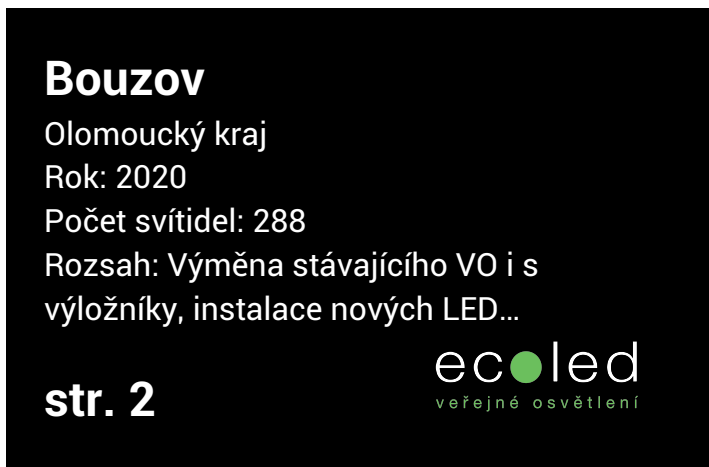 Bouzov
Olomoucký kraj
Rok: 2020
Počet svítidel: 288
Rozsah: Výměna stávajícího VO i s
výložníky, instalace nových LED…
str. 2
ecoled
veřejné osvětlení